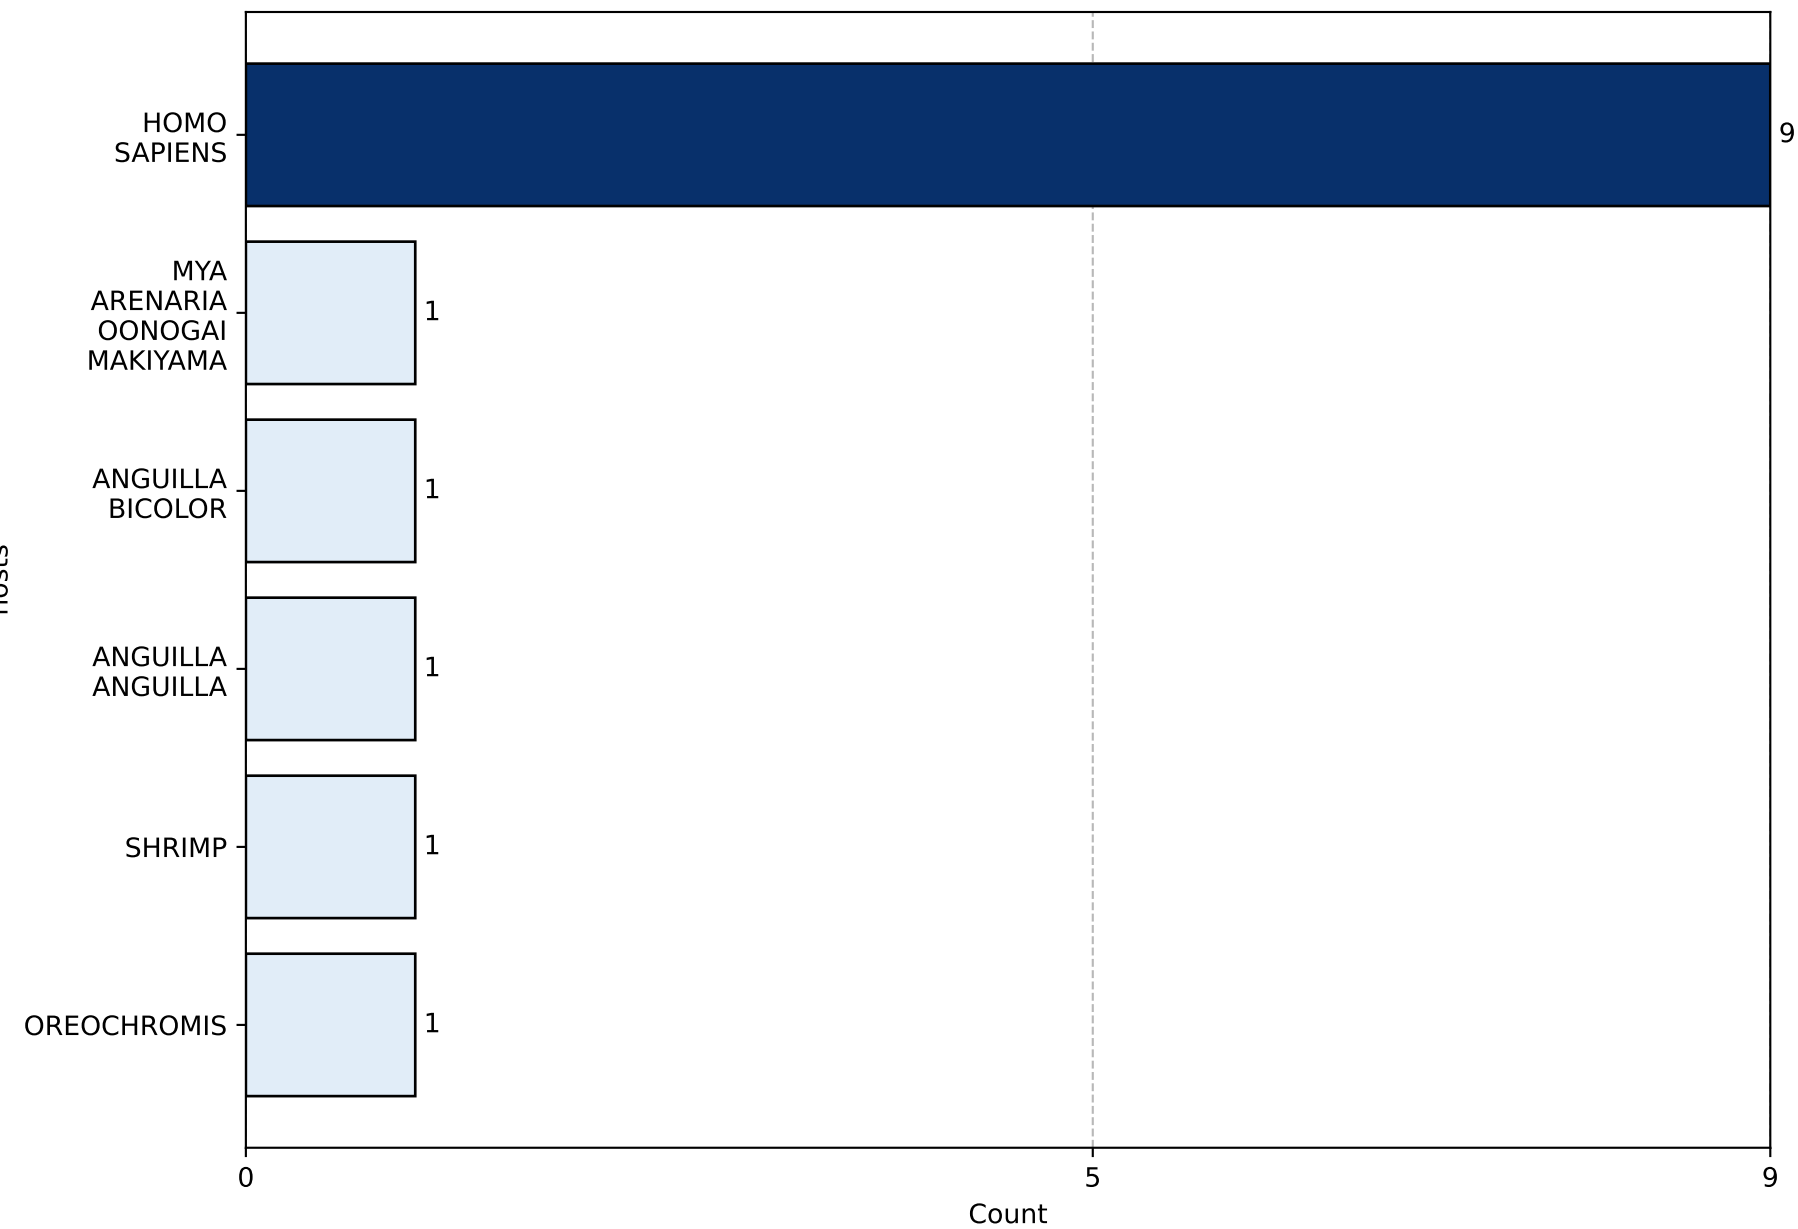 HOMO
SAPIENS
9
MYA
ARENARIA
OONOGAI
MAKIYAMA
1
ANGUILLA
BICOLOR
1
ANGUILLA
ANGUILLA
1
SHRIMP
1
OREOCHROMIS
1
0 5 9
Count